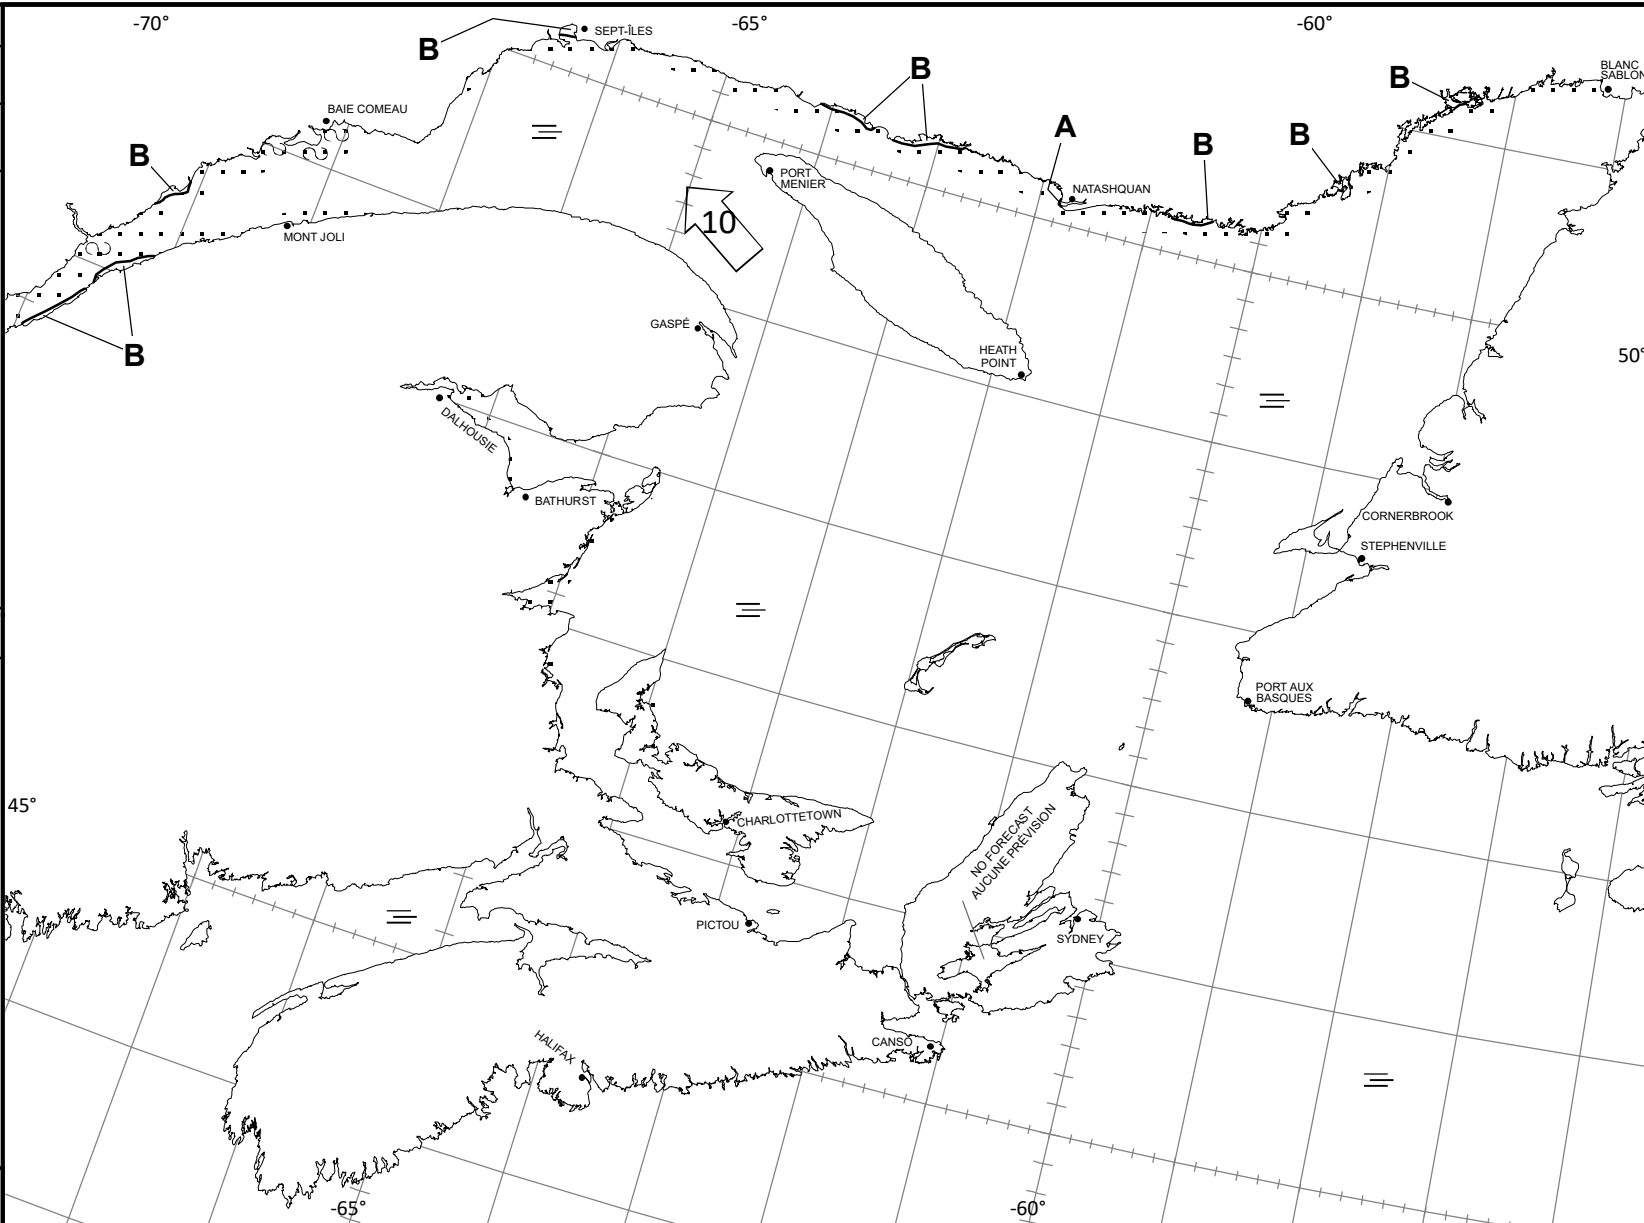 -70°
-65°
-60°
B
SEPT-ÎLES
B
B
BLANC
SABLON
BAIE COMEAU
B
A
B
B
PORT
MENIER
NATASHQUAN
10
MONT JOLI
GASPÉ
B
HEATH
POINT
50°
DALHOUSIE
BATHURST
CORNERBROOK
STEPHENVILLE
PORT AUX
BASQUES
45°
CHARLOTTETOWN
NO FORECAST
AUCUNE PRÉVISION
PICTOU
SYDNEY
CANSO
HALIFAX
-65°
-60°